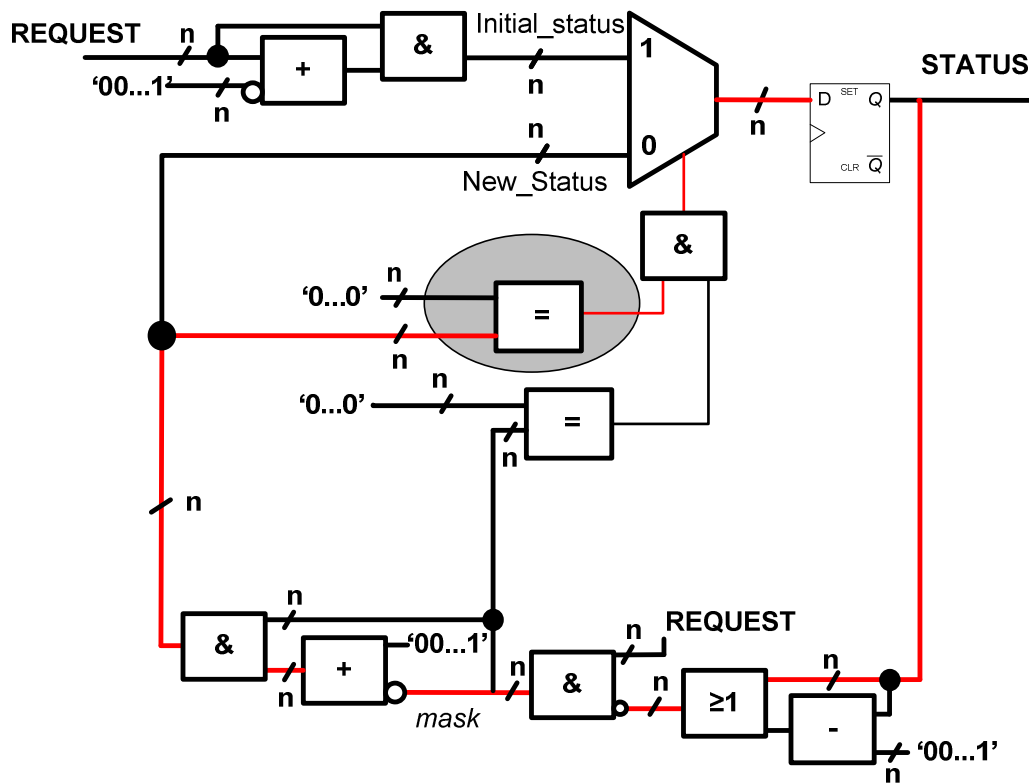 REQUEST
n
&
Initial_status
n
1
STATUS
+
'00...1'
n
n
D
SET
Q
n
0
New_Status
CLR
Q
&
n
'0...0'
=
n
n
'0...0'
=
n
n
n
REQUEST
n
'00...1'
n
&
+
n
n
&
n
≥1
-
mask
'00...1'
n